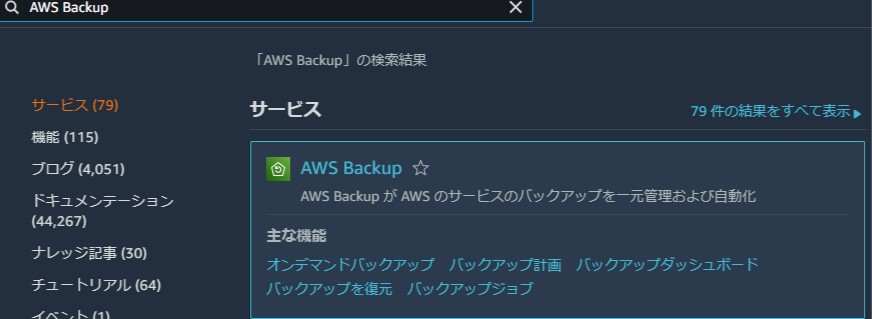 AWS Backup
「AWS Backup」の検索結果
サービス (79)
機能 (115)
ブログ (4,051)
ドキュメンテーション
(44,267)
ナレッジ記事 (30)
チュートリアル (64)
イベント (1)
サービス
79 件の結果をすべて表示
AWS Backup
AWS Backup が AWS のサービスのバックアップを一元管理および自動化
主な機能
オンデマンドバックアップ バックアップ計画 バックアップダッシュボード
バックアップを復元 バックアップジョブ